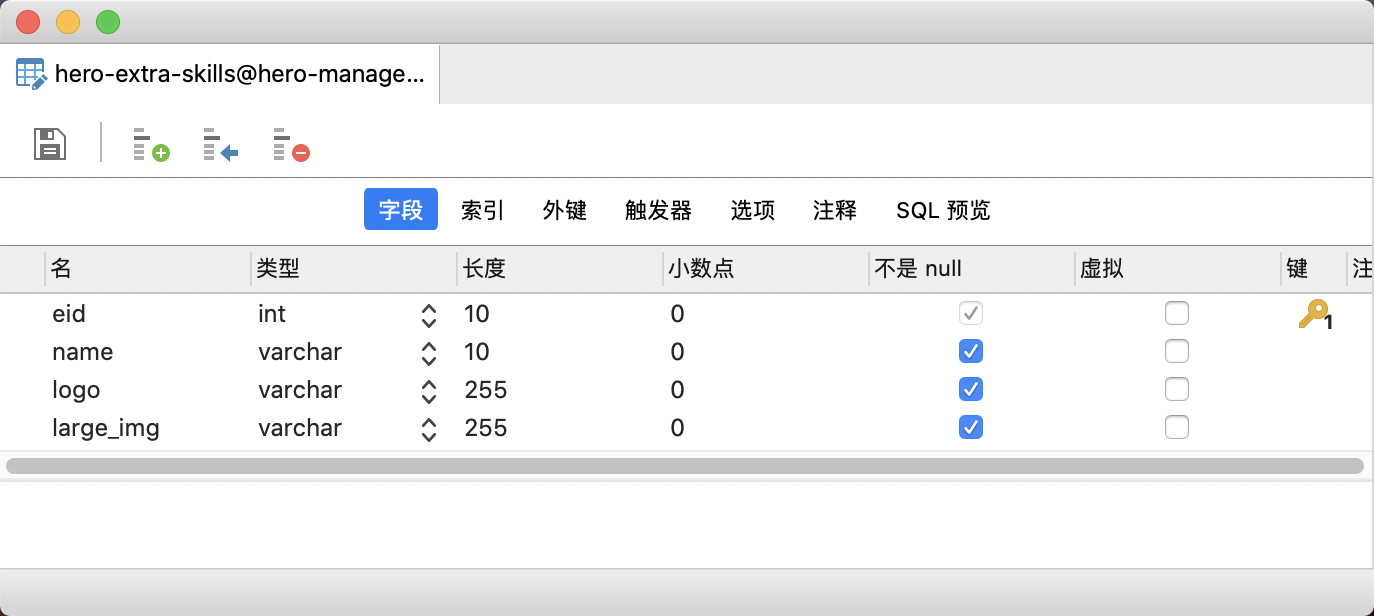 hero-extra-skills@hero-manage...
字段 索引 外键 触发器 选项 注释 SQL 预览
名 类型 长度 小数点 不是 null 虚拟 键 注
eid int 10 0 1
name varchar 10 0
logo varchar 255 0
large_img varchar 255 0